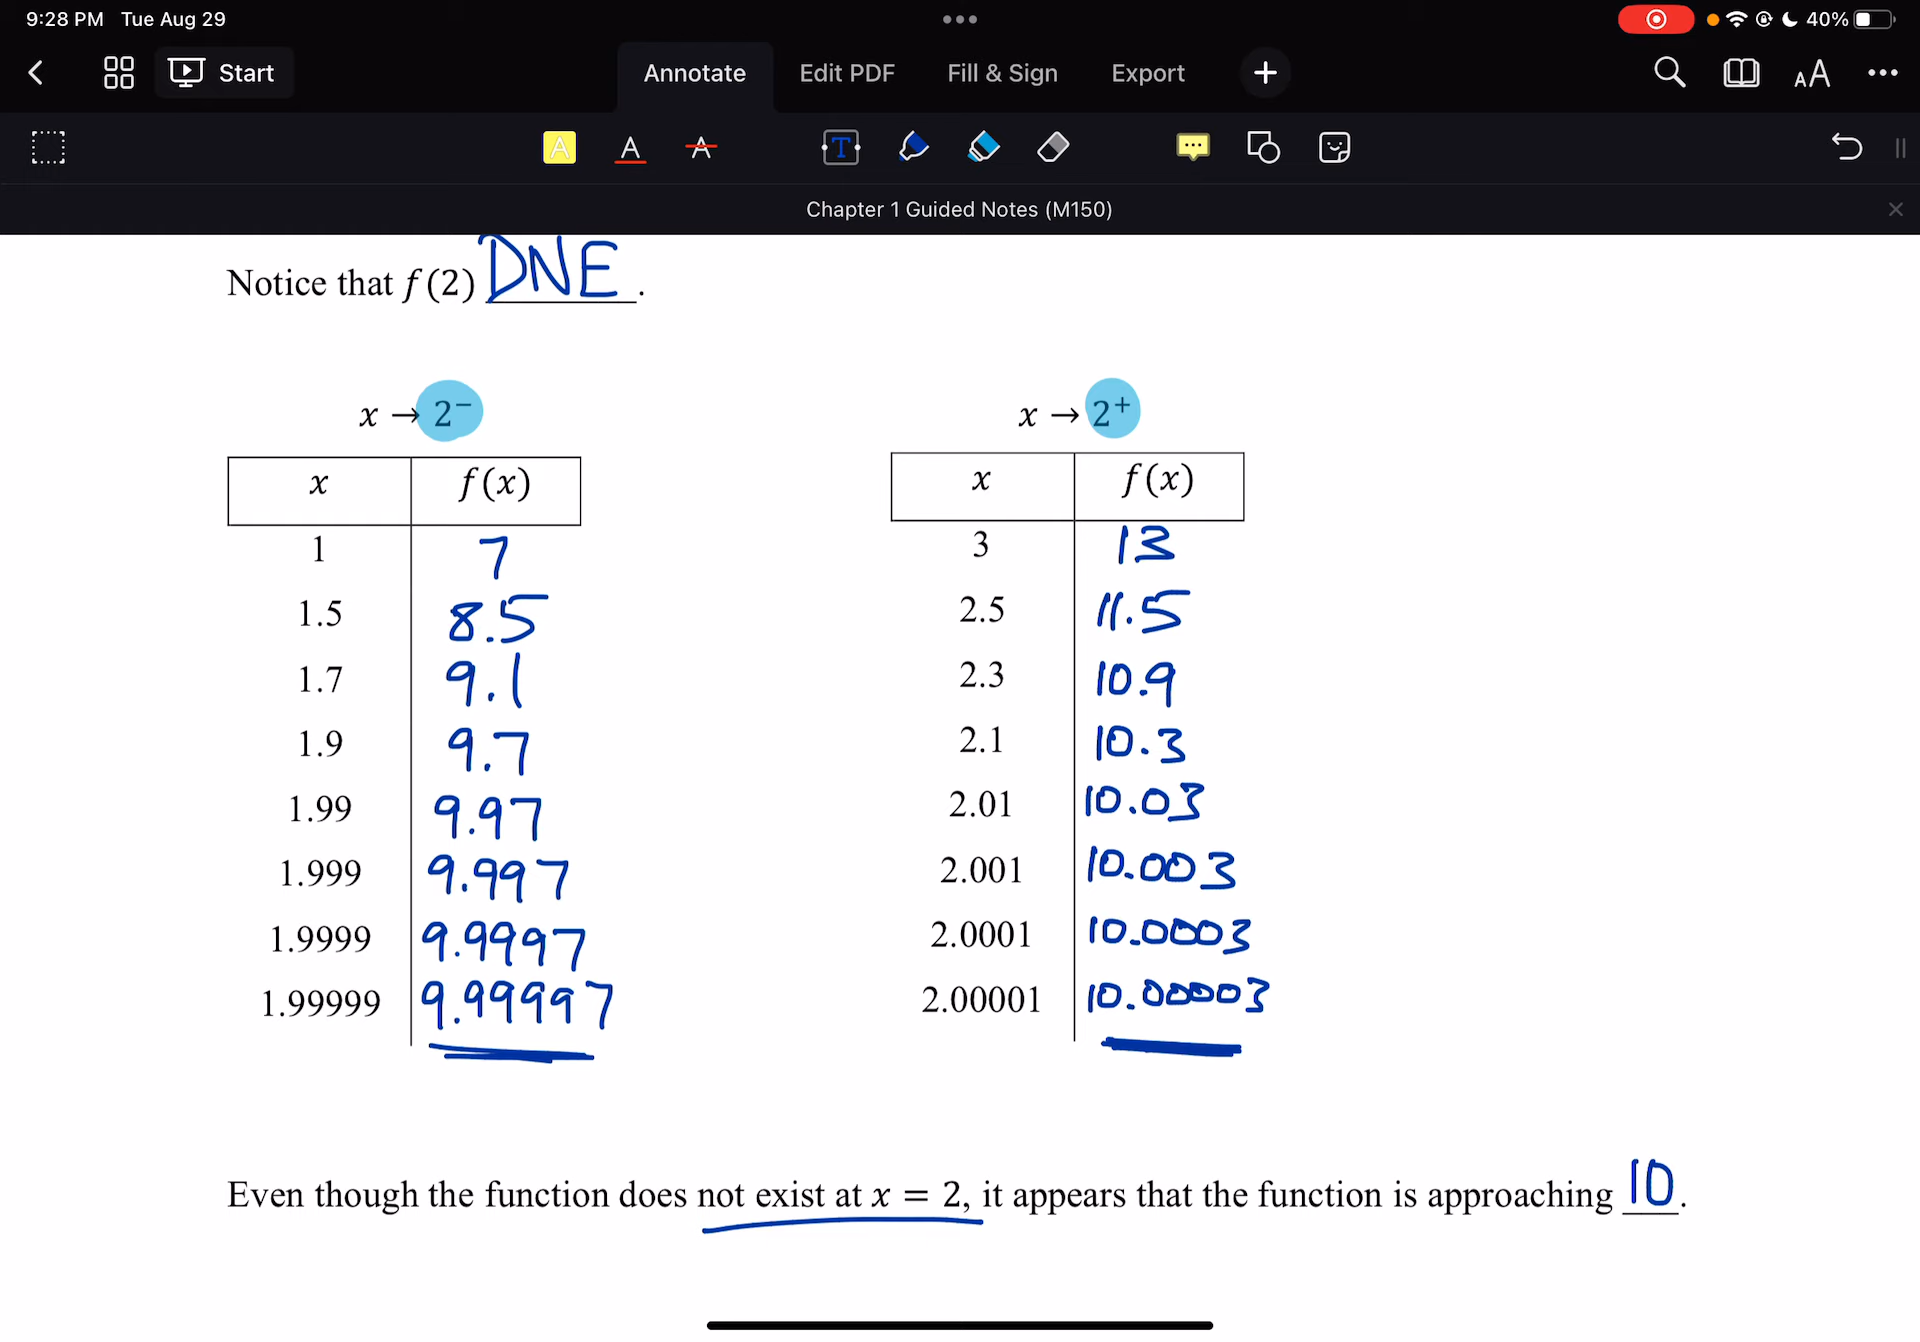 9:28 PM Tue Aug 29
40%
Start
Annotate
Edit PDF
Fill & Sign
Export
AA
A A A T
Chapter 1 Guided Notes (M150)
Notice that f(2) DNE.
x → 2⁻
x f(x)
1 7
1.5 8.5
1.7 9.1
1.9 9.7
1.99 9.97
1.999 9.997
1.9999 9.9997
1.99999 9.99997
x → 2⁺
x f(x)
3 13
2.5 11.5
2.3 10.9
2.1 10.3
2.01 10.03
2.001 10.003
2.0001 10.0003
2.00001 10.00003
Even though the function does not exist at x = 2, it appears that the function is approaching 10.